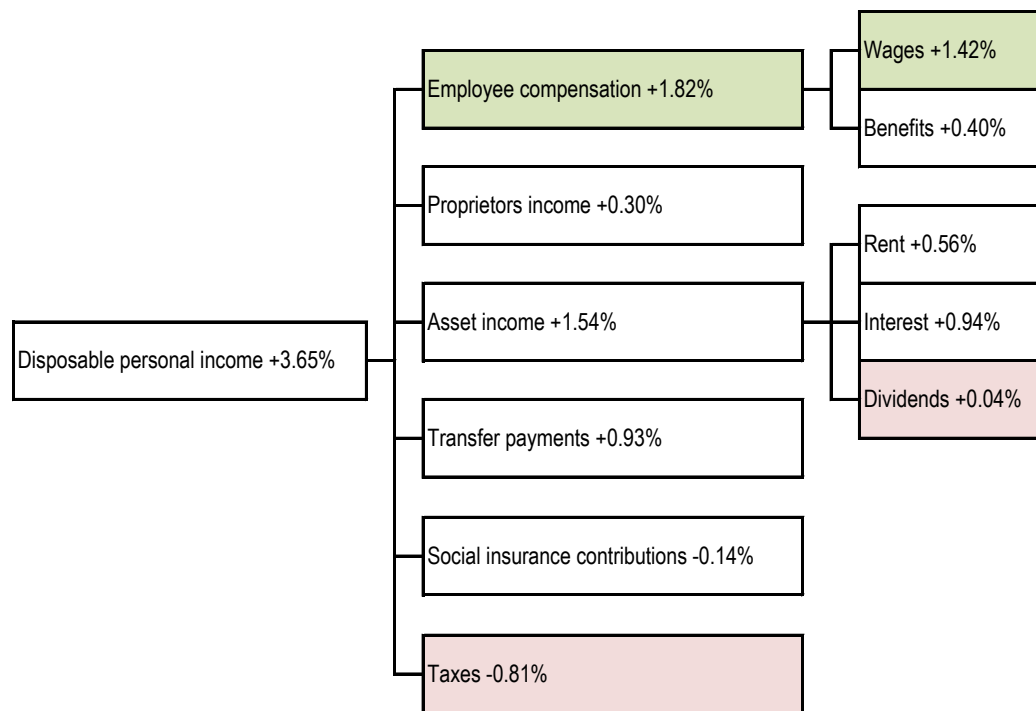 Disposable personal income +3.65%
Employee compensation +1.82%
Wages +1.42%
Benefits +0.40%
Proprietors income +0.30%
Asset income +1.54%
Rent +0.56%
Interest +0.94%
Dividends +0.04%
Transfer payments +0.93%
Social insurance contributions -0.14%
Taxes -0.81%